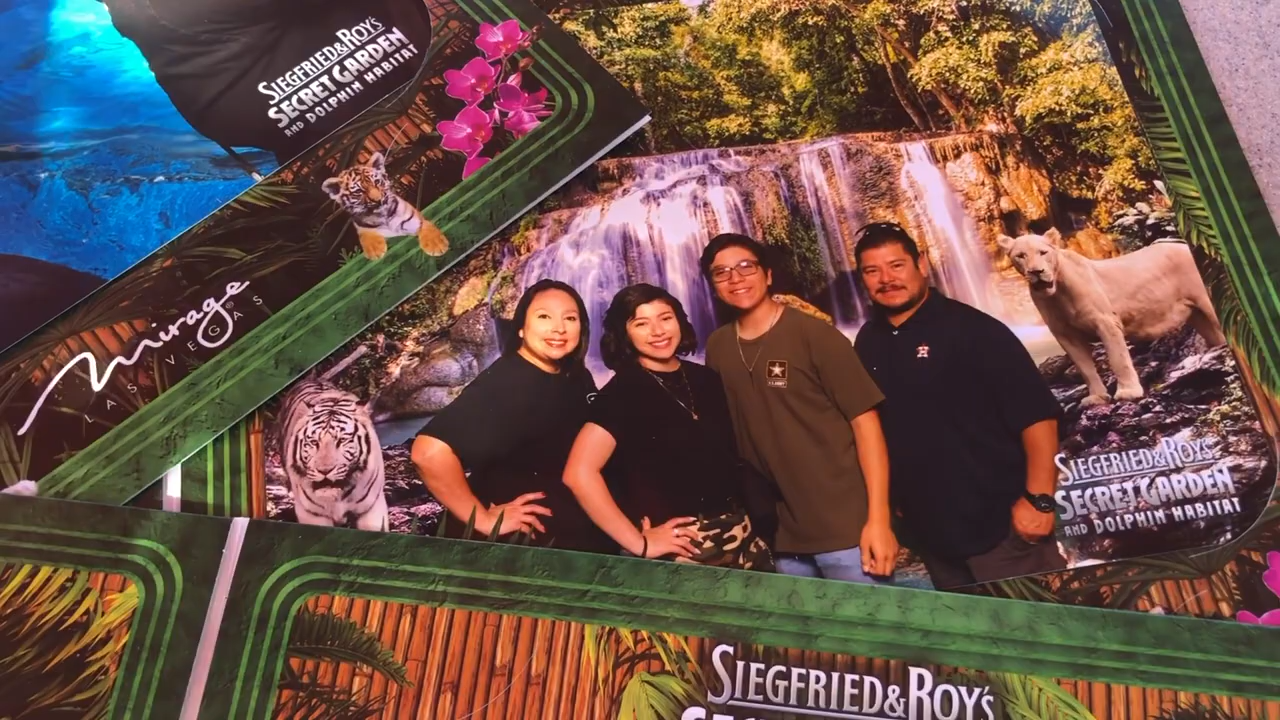 SIEGFRIED & ROY'S
SECRET GARDEN
AND DOLPHIN HABITAT
Mirage
LAS VEGAS
U.S. ARMY
H
SIEGFRIED & ROY'S
SECRET GARDEN
AND DOLPHIN HABITAT
SIEGFRIED & ROY'S